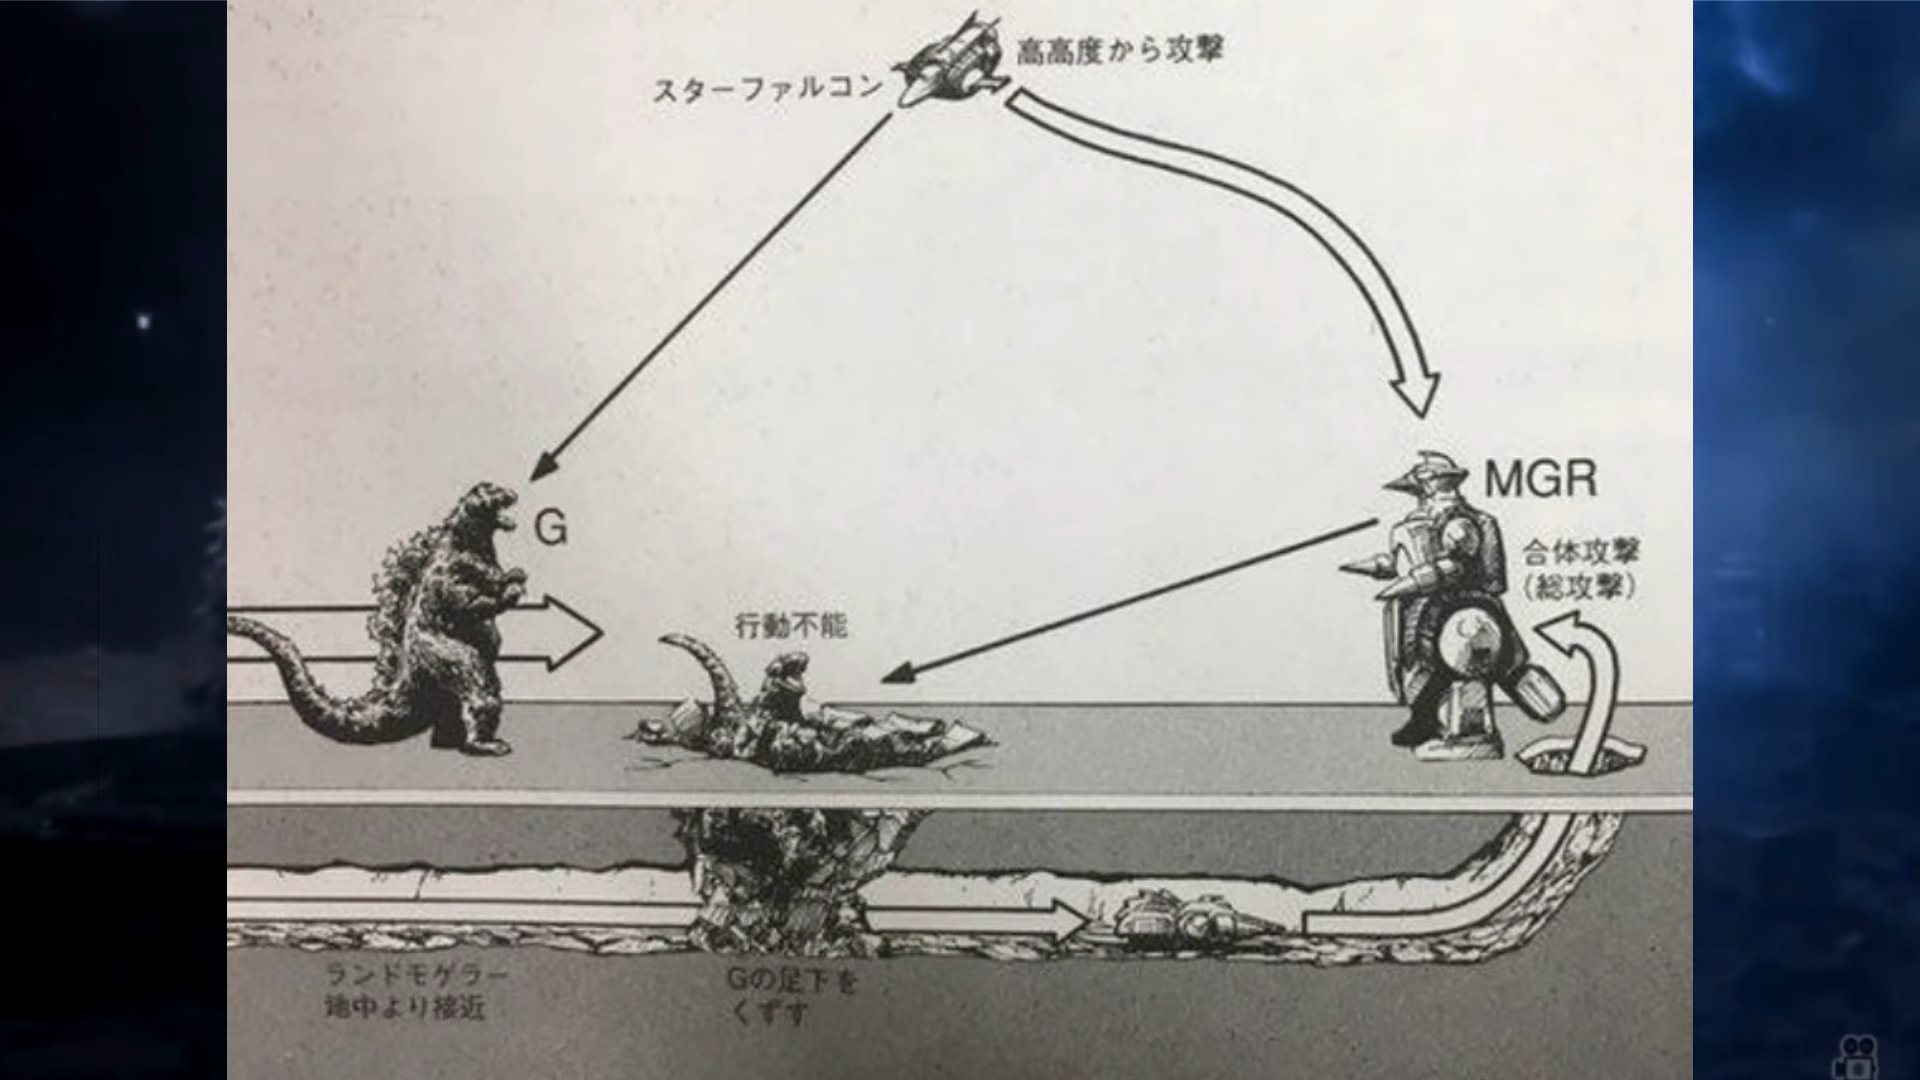 高高度から攻撃
スターファルコン
MGR
G
合体攻撃
(総攻撃)
行動不能
ランドモゲラー
地中より接近
Gの足下を
くずす